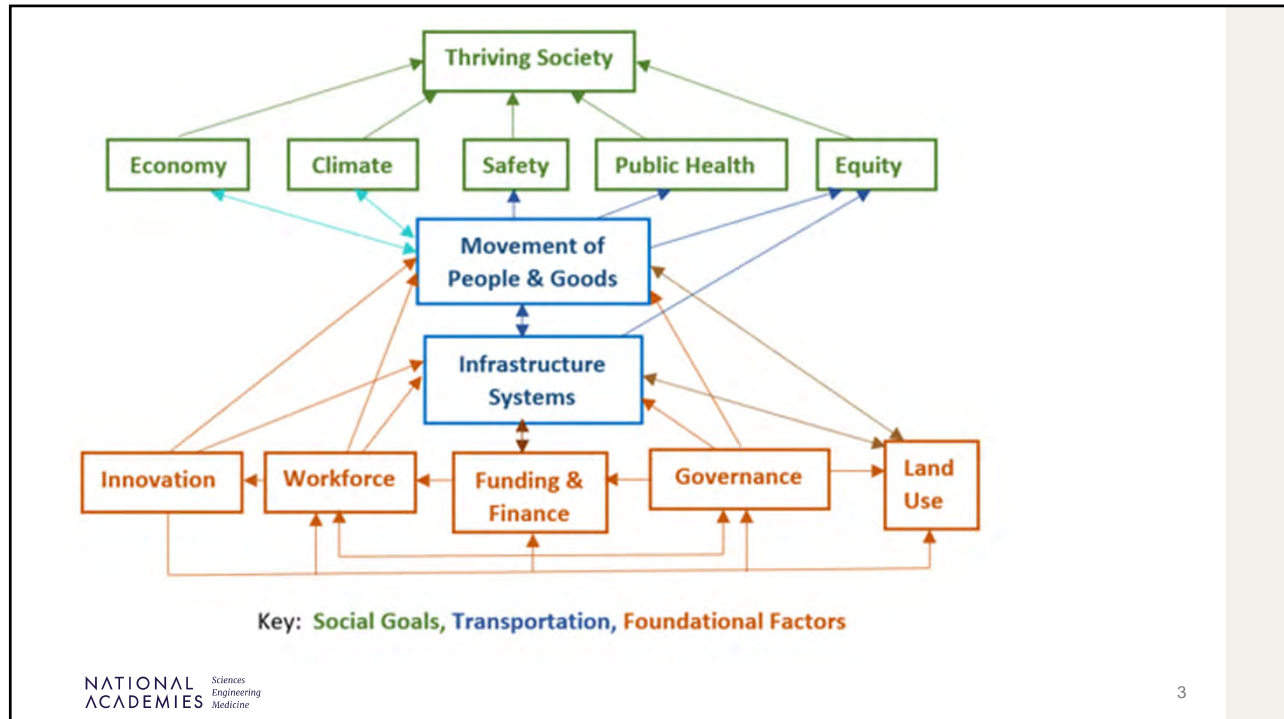 Thriving Society
Economy
Climate
Safety
Public Health
Equity
Movement of
People & Goods
Infrastructure
Systems
Innovation
Workforce
Funding &
Finance
Governance
Land
Use
Key: Social Goals, Transportation, Foundational Factors
NATIONAL
ACADEMIES
Sciences
Engineering
Medicine
3